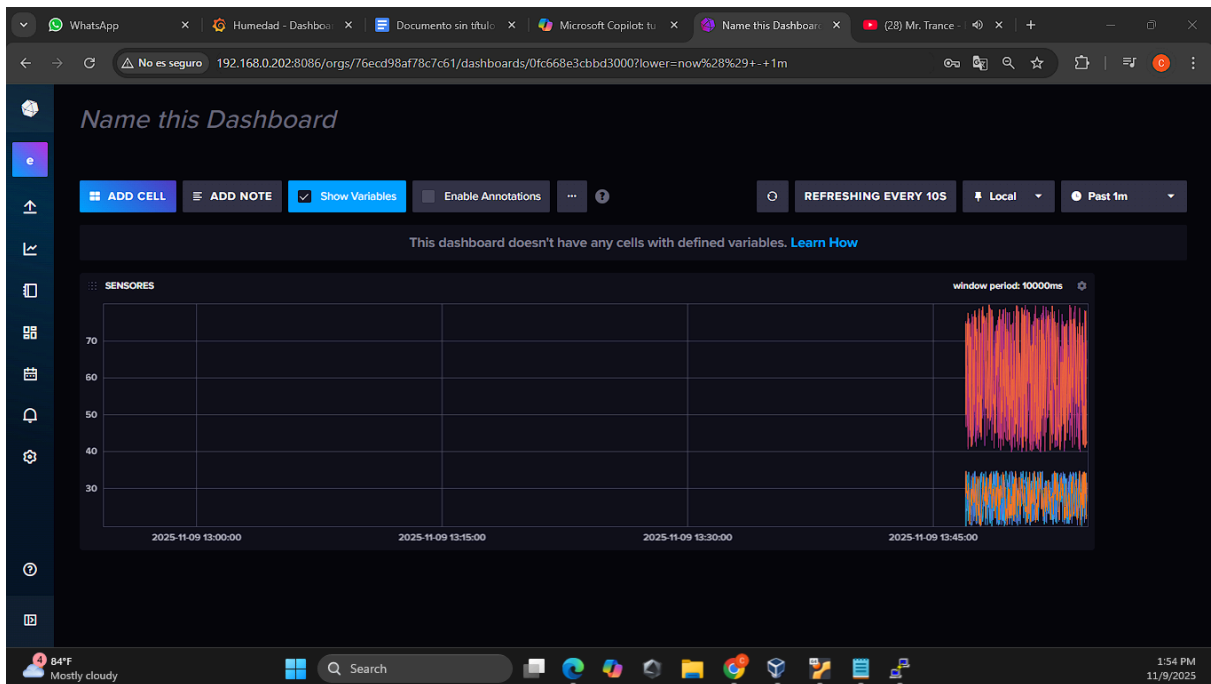 WhatsApp
Humedad - Dashboa
Documento sin título
Microsoft Copilot: tu
Name this Dashboard
(28) Mr. Trance -
No es seguro
192.168.0.202:8086/orgs/76ecd98af78c7c61/dashboards/0fc668e3cbbd3000?lower=now%28%29+-+1m
C
Name this Dashboard
e
ADD CELL
ADD NOTE
Show Variables
Enable Annotations
REFRESHING EVERY 10S
Local
Past 1m
This dashboard doesn't have any cells with defined variables. Learn How
SENSORES
window period: 10000ms
70
60
50
40
30
2025-11-09 13:00:00
2025-11-09 13:15:00
2025-11-09 13:30:00
2025-11-09 13:45:00
4
84°F
Mostly cloudy
Search
1:54 PM
11/9/2025